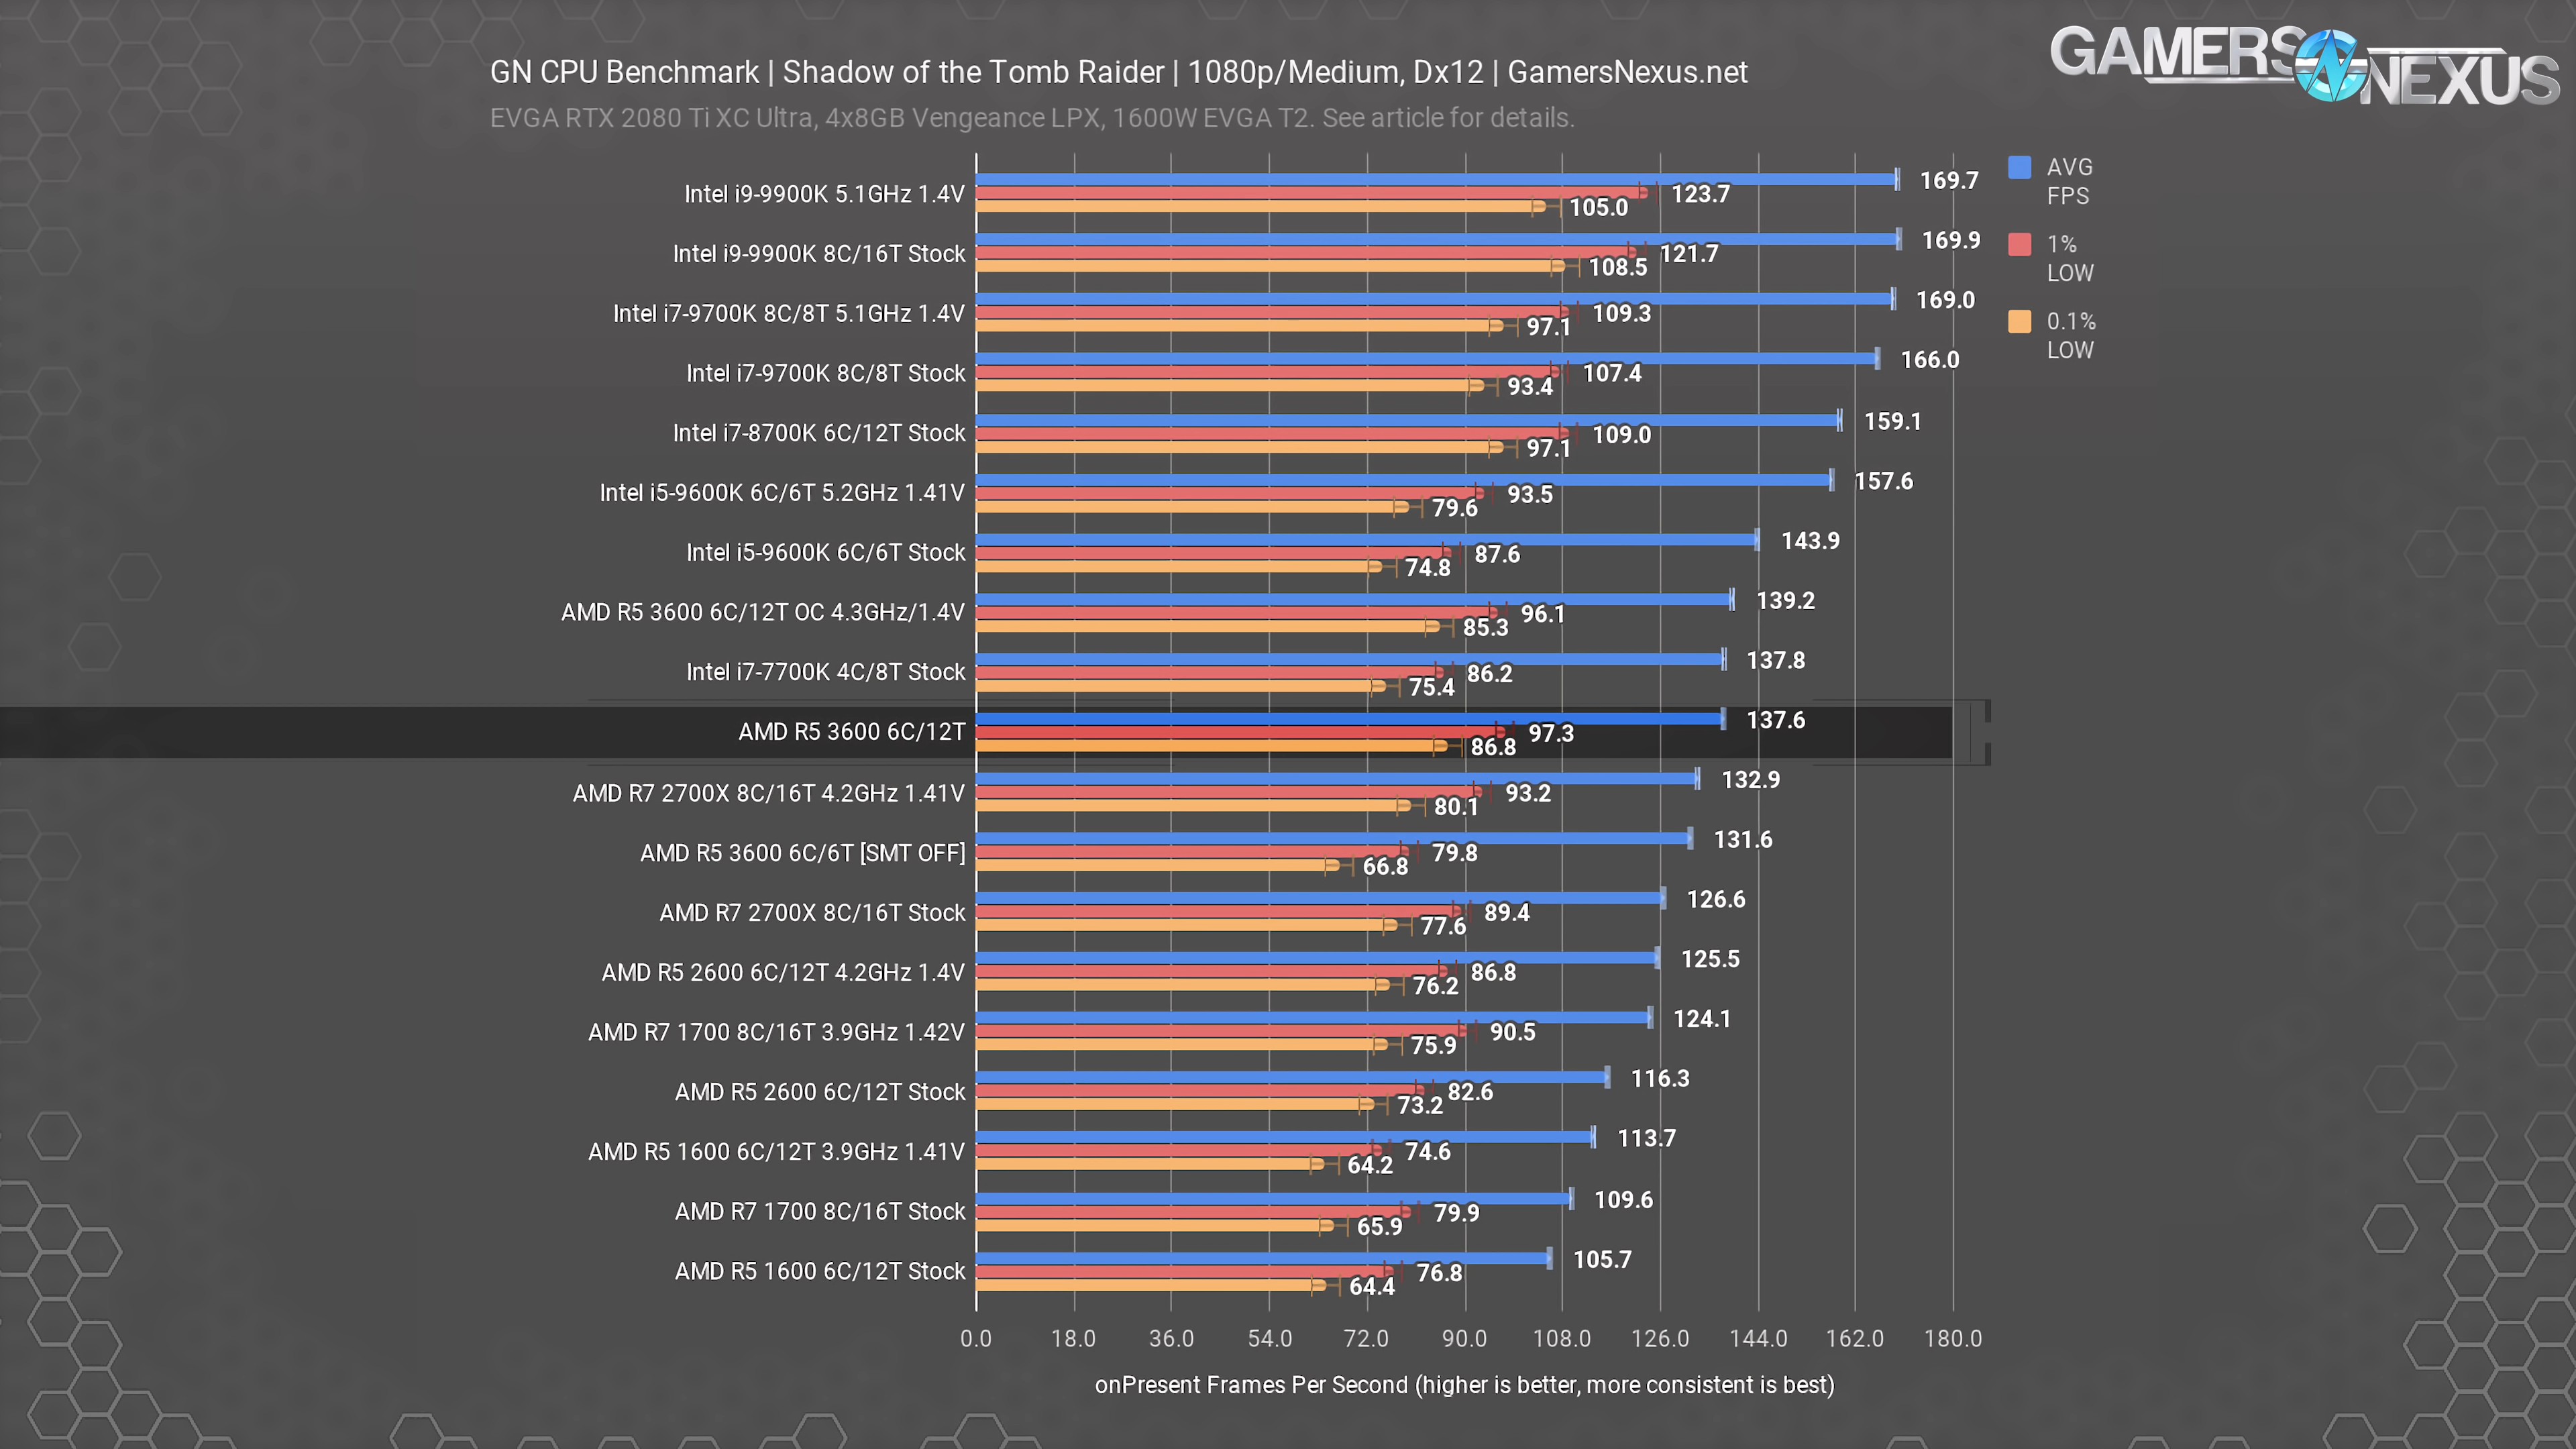 GAMERS NEXUS
GN CPU Benchmark | Shadow of the Tomb Raider | 1080p/Medium, Dx12 | GamersNexus.net
EVGA RTX 2080 Ti XC Ultra, 4x8GB Vengeance LPX, 1600W EVGA T2. See article for details.
AVG
FPS
1%
LOW
0.1%
LOW
Intel i9-9900K 5.1GHz 1.4V
169.7
123.7
105.0
Intel i9-9900K 8C/16T Stock
169.9
121.7
108.5
Intel i7-9700K 8C/8T 5.1GHz 1.4V
169.0
109.3
97.1
Intel i7-9700K 8C/8T Stock
166.0
107.4
93.4
Intel i7-8700K 6C/12T Stock
159.1
109.0
97.1
Intel i5-9600K 6C/6T 5.2GHz 1.41V
157.6
93.5
79.6
Intel i5-9600K 6C/6T Stock
143.9
87.6
74.8
AMD R5 3600 6C/12T OC 4.3GHz/1.4V
139.2
96.1
85.3
Intel i7-7700K 4C/8T Stock
137.8
86.2
75.4
AMD R5 3600 6C/12T
137.6
97.3
86.8
AMD R7 2700X 8C/16T 4.2GHz 1.41V
132.9
93.2
80.1
AMD R5 3600 6C/6T [SMT OFF]
131.6
79.8
66.8
AMD R7 2700X 8C/16T Stock
126.6
89.4
77.6
AMD R5 2600 6C/12T 4.2GHz 1.4V
125.5
86.8
76.2
AMD R7 1700 8C/16T 3.9GHz 1.42V
124.1
90.5
75.9
AMD R5 2600 6C/12T Stock
116.3
82.6
73.2
AMD R5 1600 6C/12T 3.9GHz 1.41V
113.7
74.6
64.2
AMD R7 1700 8C/16T Stock
109.6
79.9
65.9
AMD R5 1600 6C/12T Stock
105.7
76.8
64.4
0.0 18.0 36.0 54.0 72.0 90.0 108.0 126.0 144.0 162.0 180.0
onPresent Frames Per Second (higher is better, more consistent is best)